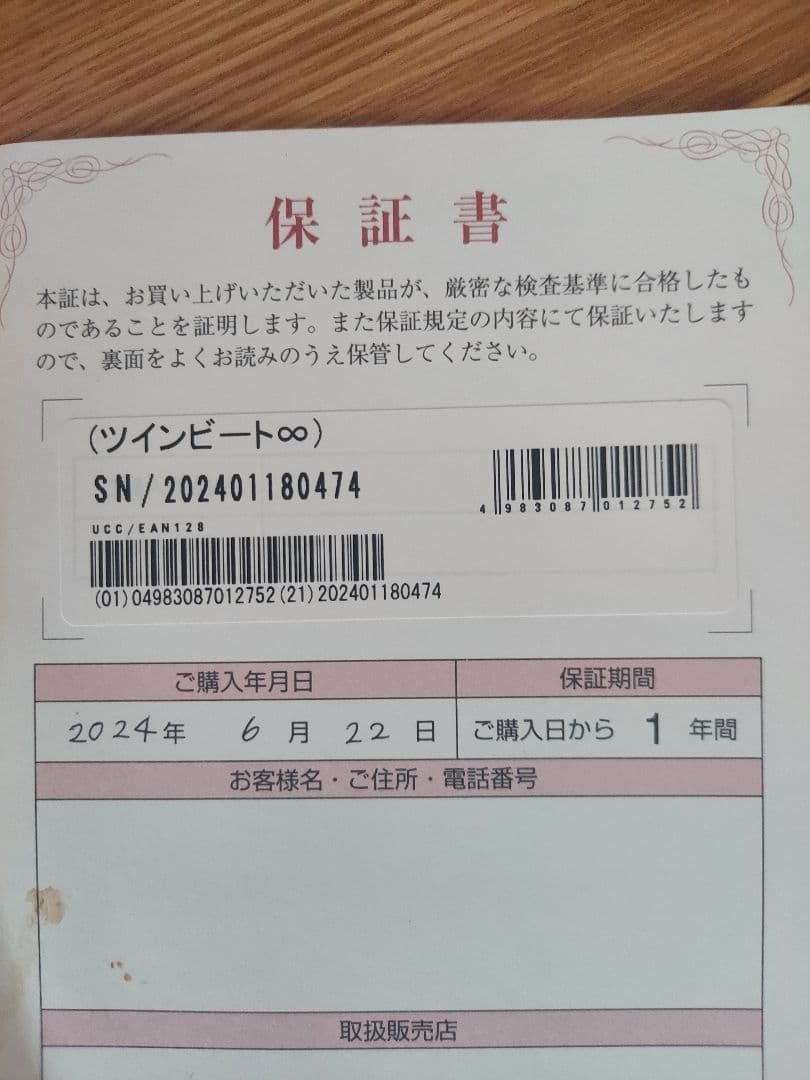 保証書
本証は、お買い上げいただいた製品が、厳密な検査基準に合格したも
のであることを証明します。また保証規定の内容にて保証いたします
ので、裏面をよくお読みのうえ保管してください。
(ツインビート∞)
SN/202401180474
4 983087 012752
UCC/EAN128
(01)04983087012752(21)202401180474
ご購入年月日 保証期間
2024年 6月 22日 ご購入日から 1 年間
お客様名・ご住所・電話番号
取扱販売店